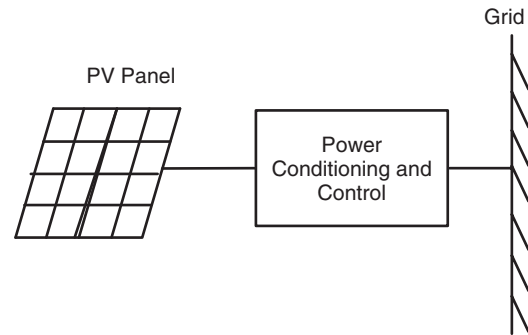 Grid
PV Panel
Power
Conditioning and
Control